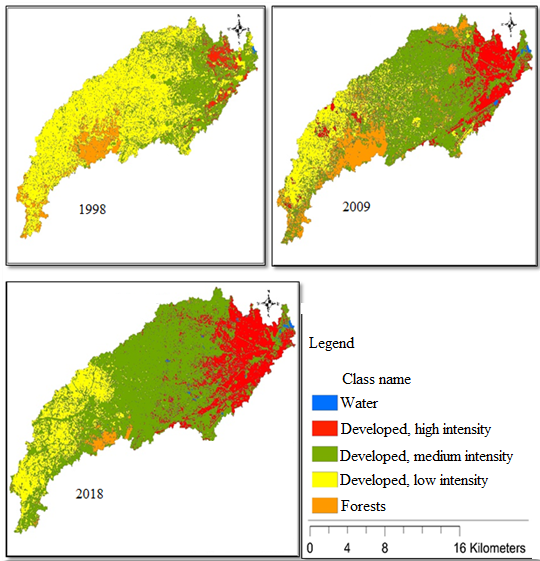 1998
2009
2018
Legend
Class name
Water
Developed, high intensity
Developed, medium intensity
Developed, low intensity
Forests
0 4 8 16 Kilometers